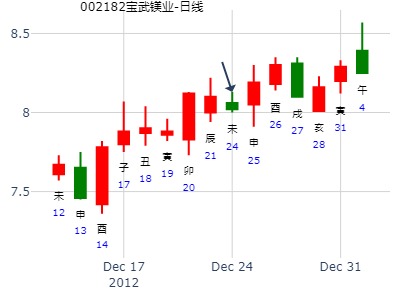 002182宝武镁业-日线
8.5
8
7.5
未
12
申
13
酉
14
子
17
丑
18
寅
19
卯
20
辰
21
未
24
申
25
酉
26
戌
27
亥
28
寅
31
午
4
Dec 17
2012
Dec 24
Dec 31